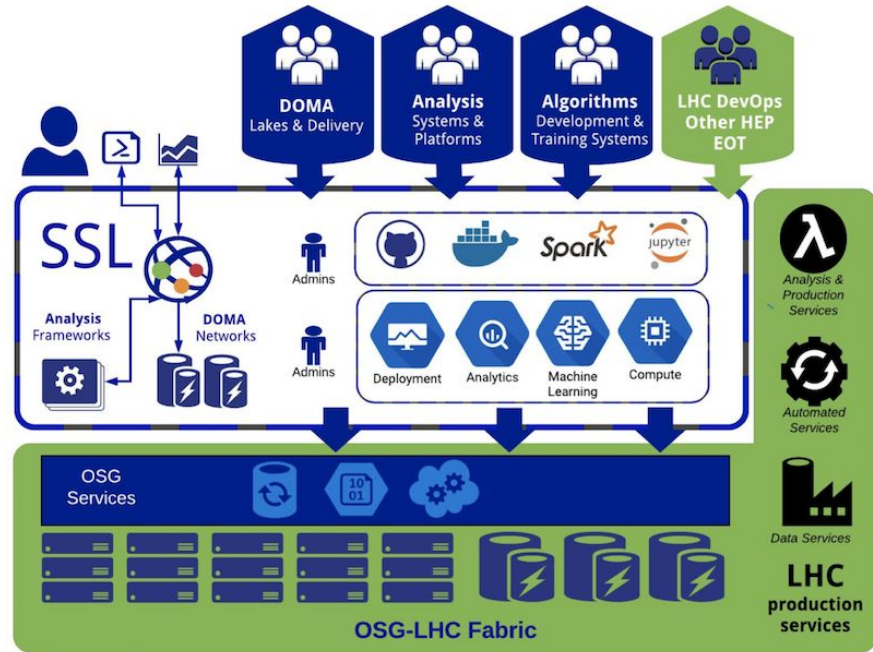 DOMA
Lakes & Delivery
Analysis
Systems &
Platforms
Algorithms
Development &
Training Systems
LHC DevOps
Other HEP
EOT
SSL
Analysis
Frameworks
DOMA
Networks
Admins
Spark
jupyter
Admins
Deployment
Analytics
Machine
Learning
Compute
Analysis &
Production
Services
Automated
Services
Data Services
LHC
production
services
OSG
Services
10
01
OSG-LHC Fabric